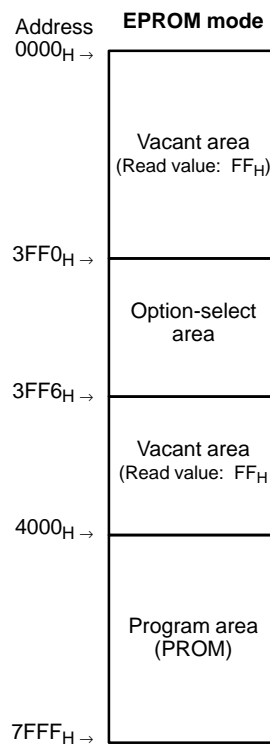 Address
EPROM mode
0000H →
Vacant area
(Read value: FFH)
3FF0H →
Option-select
area
3FF6H →
Vacant area
(Read value: FFH
4000H →
Program area
(PROM)
7FFFH →